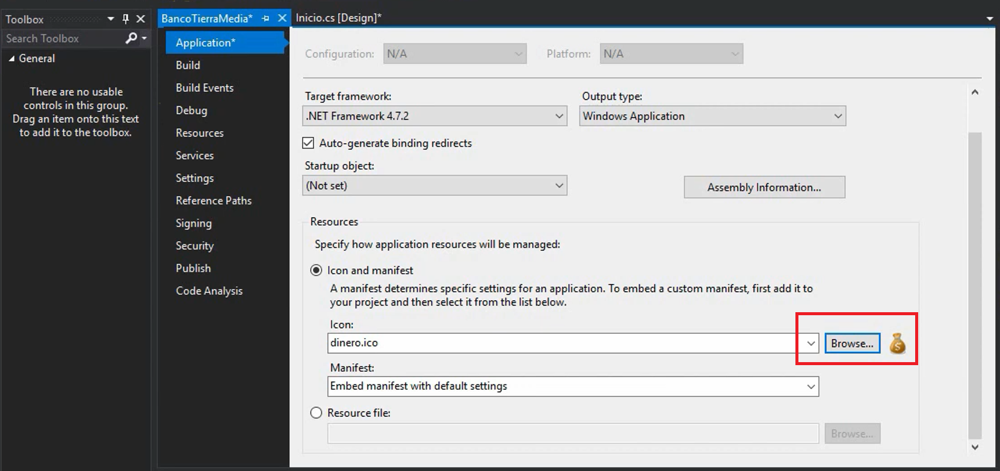 Toolbox
Search Toolbox
General
There are no usable
controls in this group.
Drag an item onto this text
to add it to the toolbox.
BancoTierraMedia*
Inicio.cs [Design]*
Application*
Build
Build Events
Debug
Resources
Services
Settings
Reference Paths
Signing
Security
Publish
Code Analysis
Configuration: N/A Platform: N/A
Target framework: Output type:
.NET Framework 4.7.2 Windows Application
Auto-generate binding redirects
Startup object:
(Not set) Assembly Information...
Resources
Specify how application resources will be managed:
Icon and manifest
A manifest determines specific settings for an application. To embed a custom manifest, first add it to
your project and then select it from the list below.
Icon:
dinero.ico Browse... $
Manifest:
Embed manifest with default settings
Resource file:
Browse...